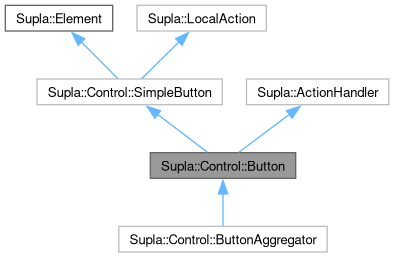 Supla::Element
Supla::LocalAction
Supla::Control::SimpleButton
Supla::ActionHandler
Supla::Control::Button
Supla::Control::ButtonAggregator